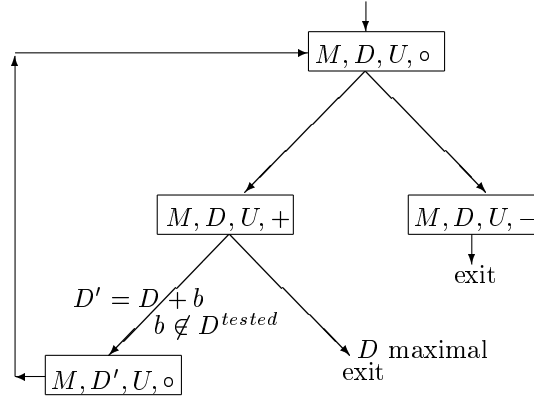 M, D, U, ∘
M, D, U, + M, D, U, −
exit
D′ = D + b
b ∉ D^{tested}
D maximal
exit
M, D′, U, ∘